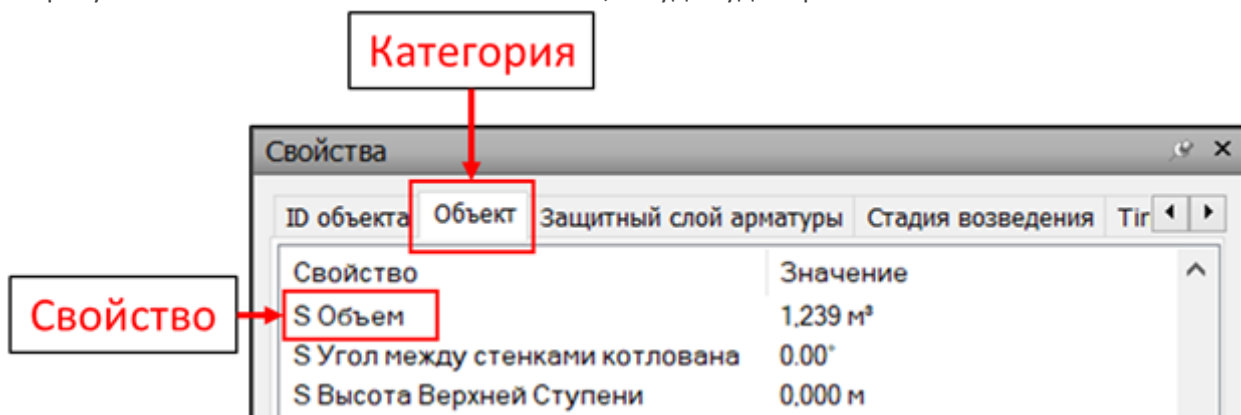 Категория
Свойства
ID объекта Объект Защитный слой арматуры Стадия возведения Tir
Свойство Значение
Свойство S Объем 1,239 м³
S Угол между стенками котлована 0.00°
S Высота Верхней Ступени 0,000 м